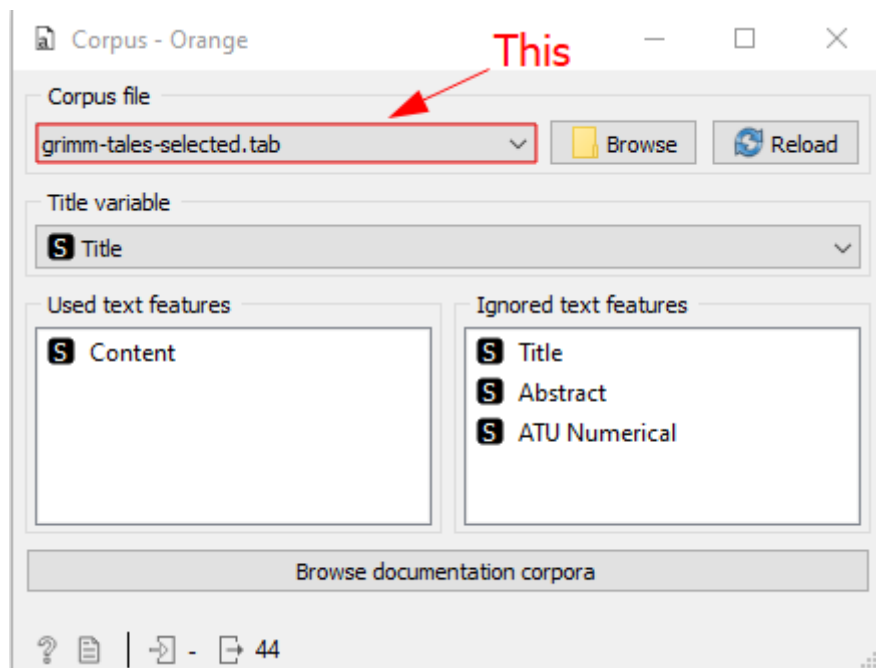 Corpus - Orange
This
Corpus file
grimm-tales-selected.tab
Browse
Reload
Title variable
S Title
Used text features
Ignored text features
S Content
S Title
S Abstract
S ATU Numerical
Browse documentation corpora
? - 44